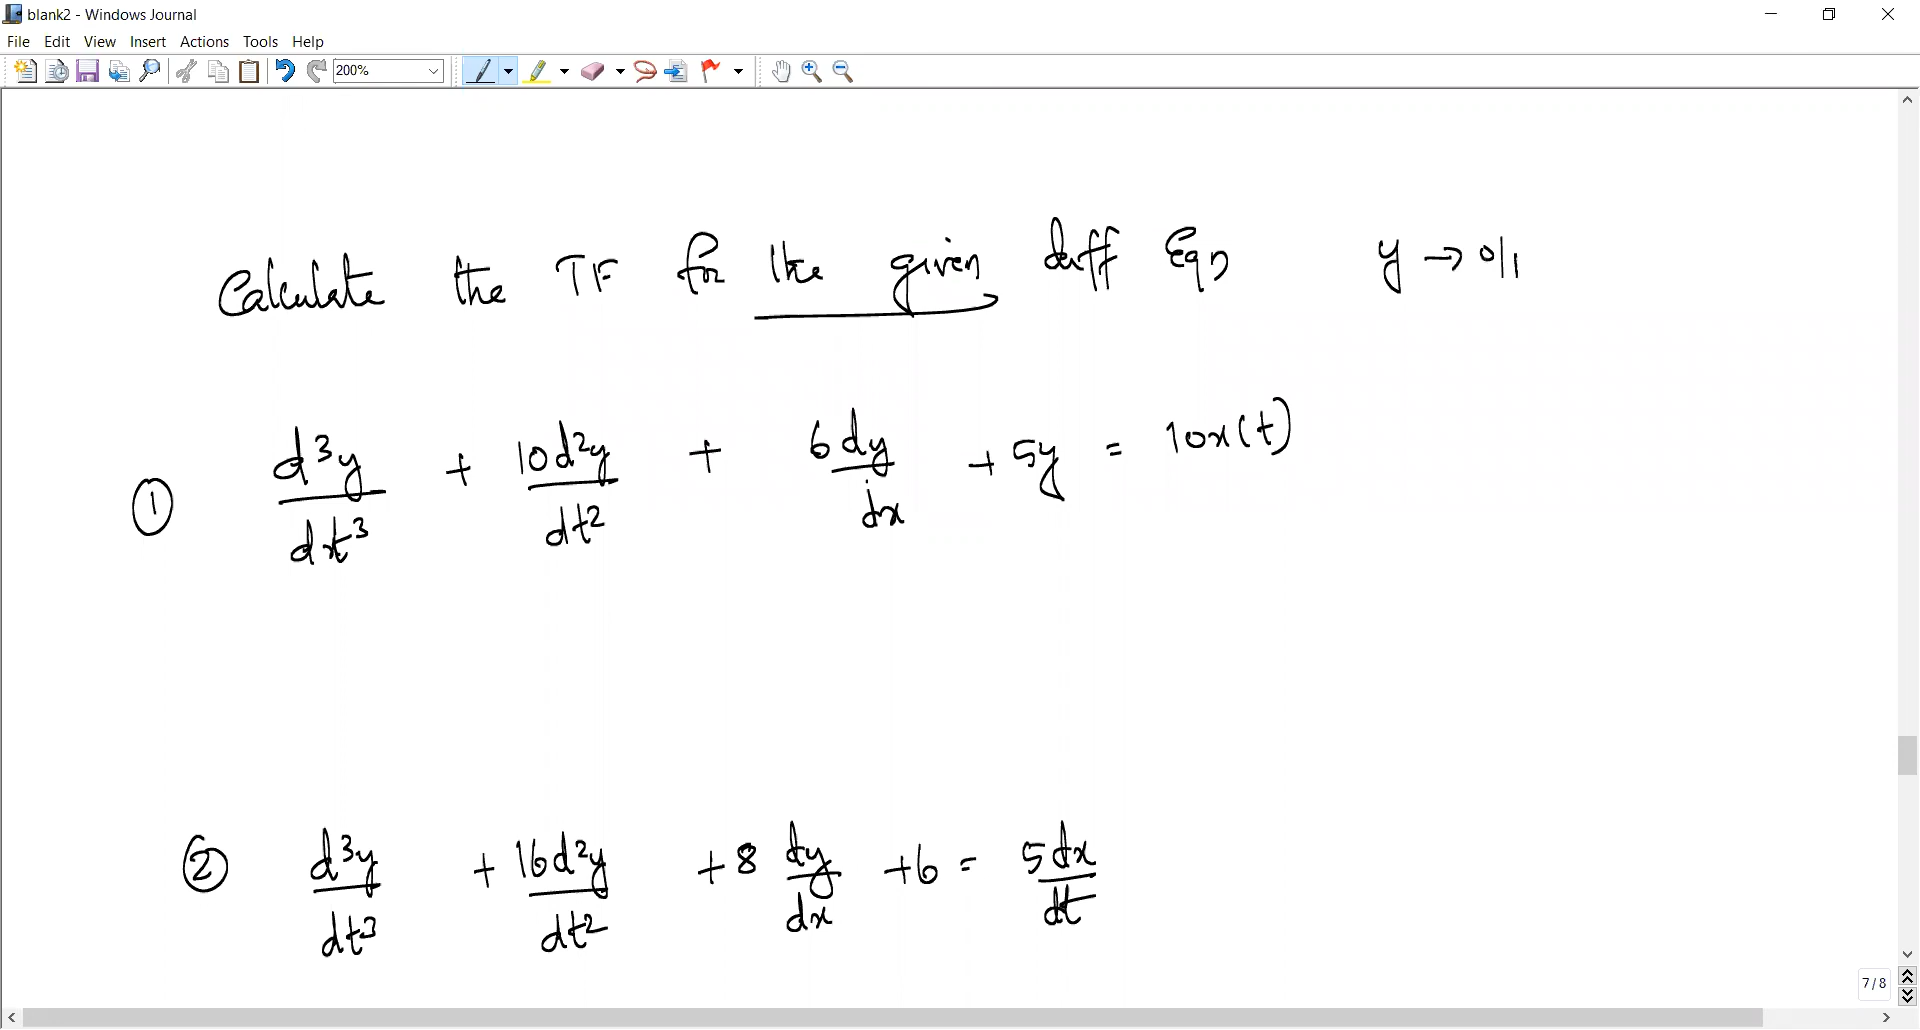 blank2 - Windows Journal
File Edit View Insert Actions Tools Help
200%
Calculate the TF for the given diff Eqn y → o/1
① d³y/dt³ + 10d²y/dt² + 6dy/dx + 5y = 10x(t)
② d³y/dt³ + 16d²y/dt² + 8 dy/dx + 6 = 5dx/dt
7 / 8